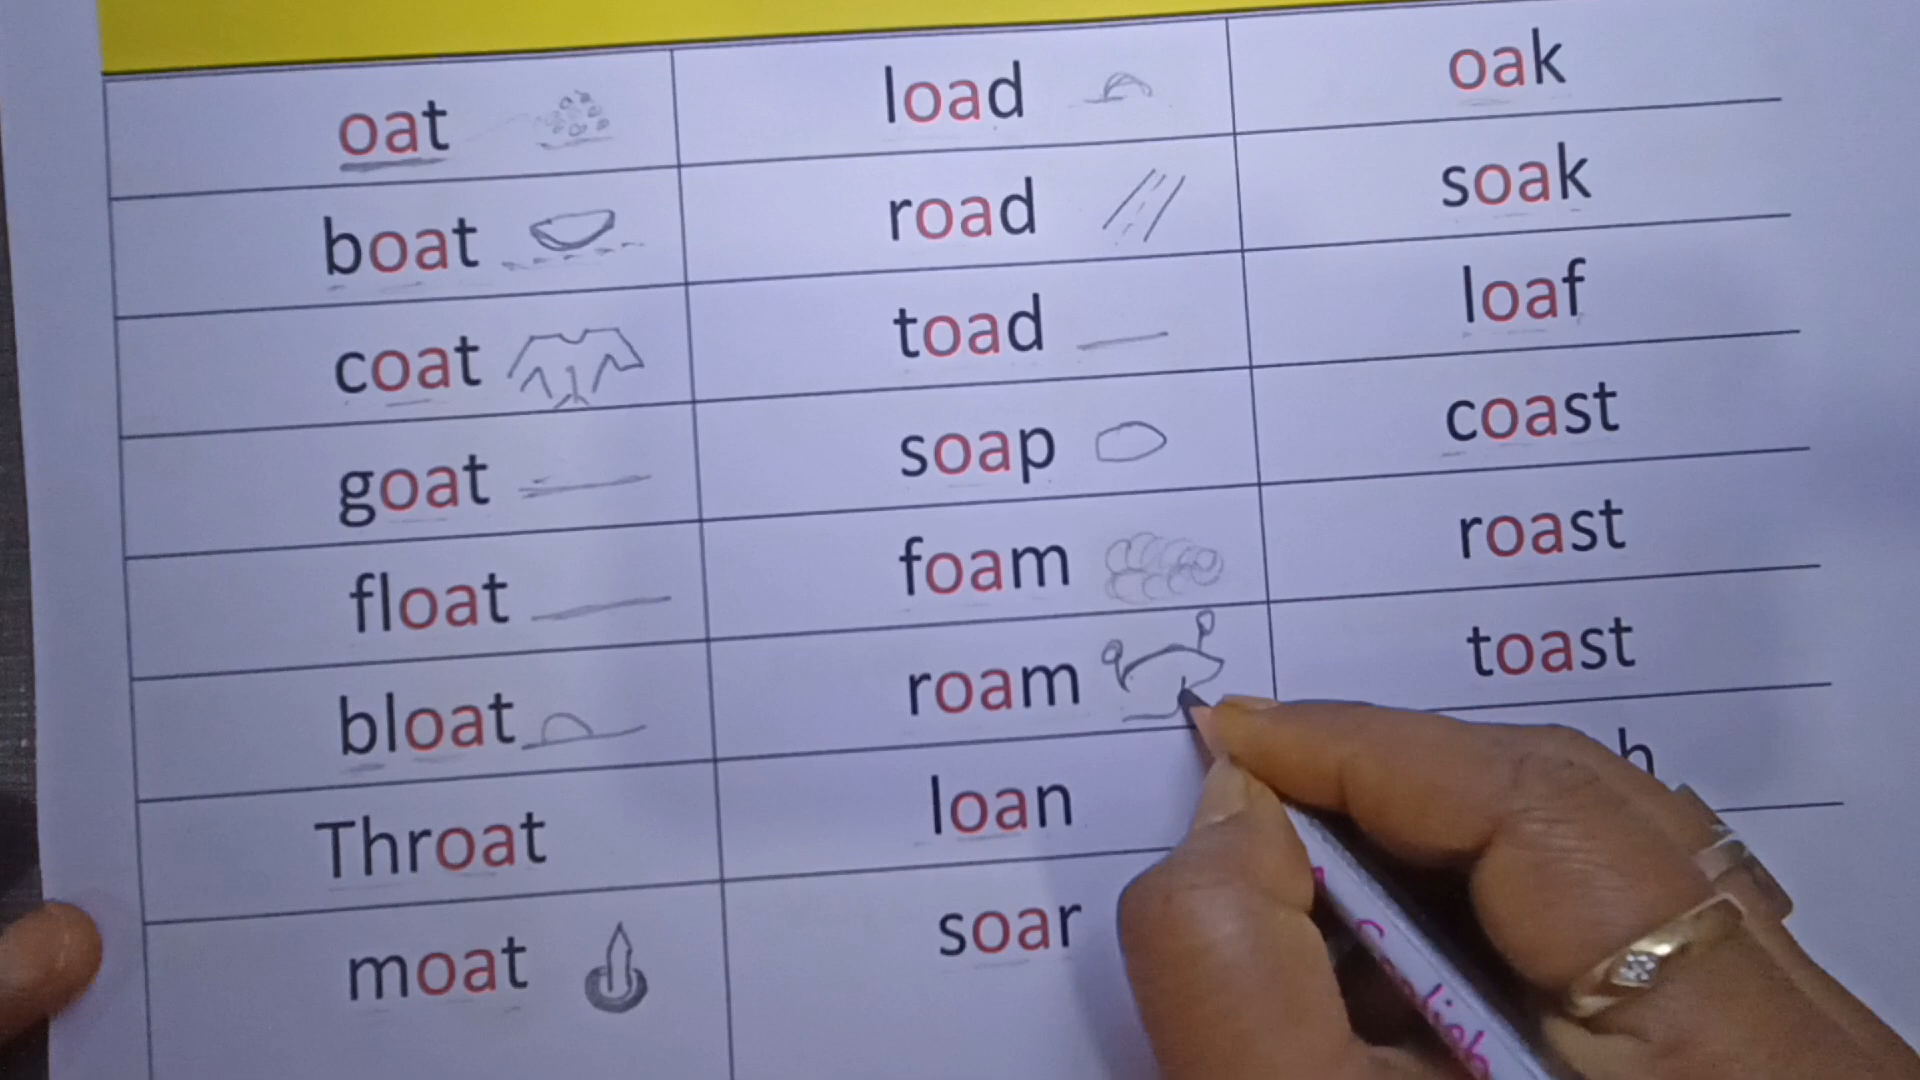 oat load oak
boat road soak
coat toad loaf
goat soap coast
float foam roast
bloat roam toast
Throat loan
moat soar
English